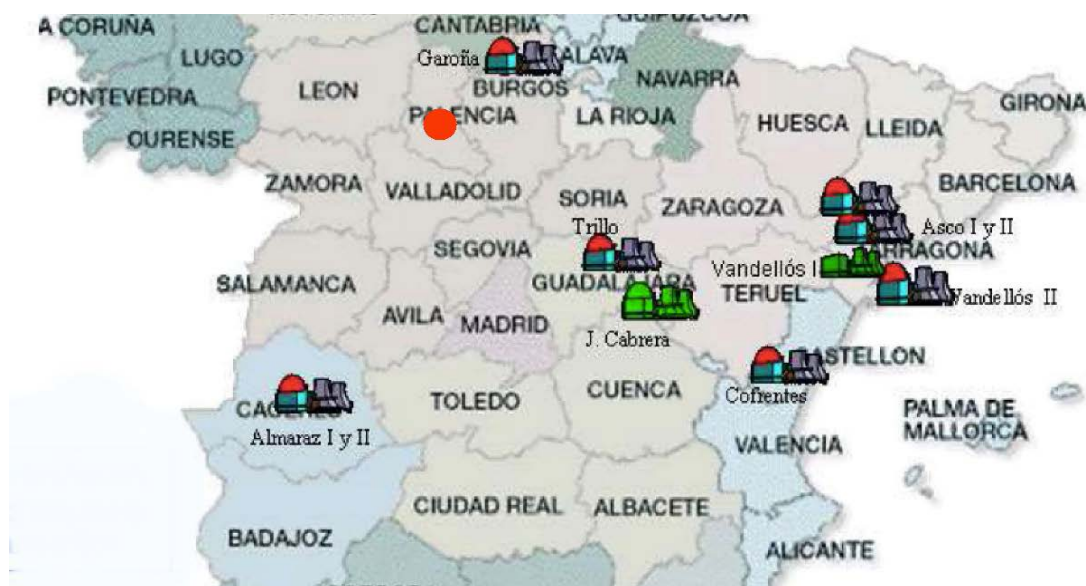 A CORUÑA
LUGO
PONTEVEDRA
OURENSE
LEON
CANTABRIA
GUIPUZCOA
Garoña
ALAVA
BURGOS
PALENCIA
NAVARRA
LA RIOJA
HUESCA
LLEIDA
GIRONA
BARCELONA
ZAMORA
VALLADOLID
SORIA
ZARAGOZA
Trillo
Asco I y II
TARRAGONA
SEGOVIA
SALAMANCA
GUADALAJARA
Vandellós I
TERUEL
Vandellós II
AVILA
MADRID
J. Cabrera
CASTELLON
CACERES
Almaraz I y II
TOLEDO
CUENCA
Cofrentes
PALMA DE
MALLORCA
VALENCIA
CIUDAD REAL
ALBACETE
BADAJOZ
ALICANTE